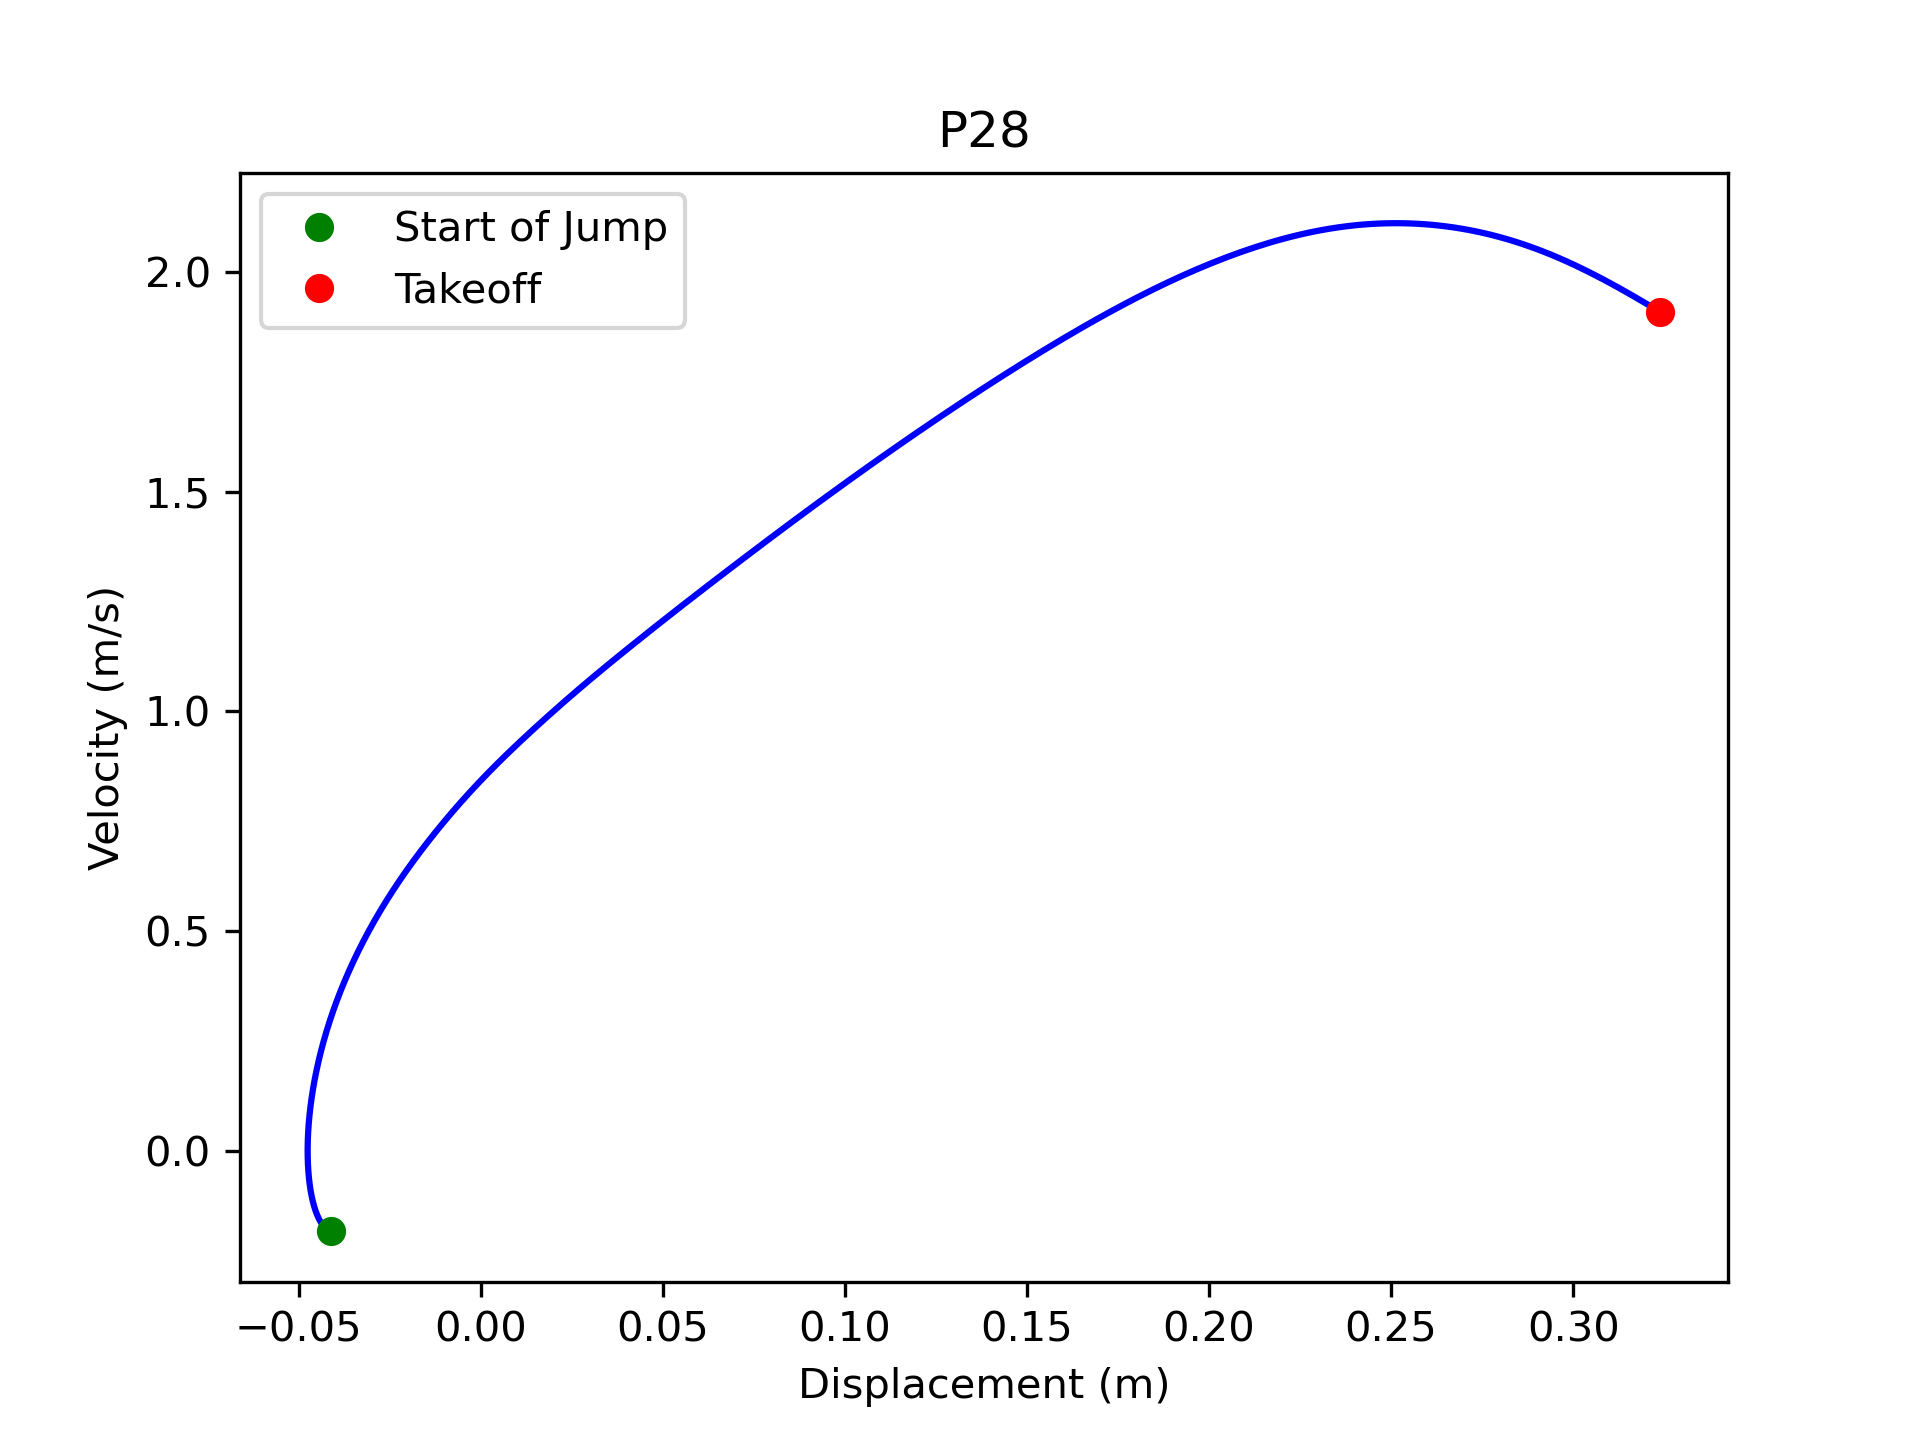 P28
Start of Jump
Takeoff
2.0
1.5
1.0
0.5
0.0
Velocity (m/s)
−0.05 0.00 0.05 0.10 0.15 0.20 0.25 0.30
Displacement (m)